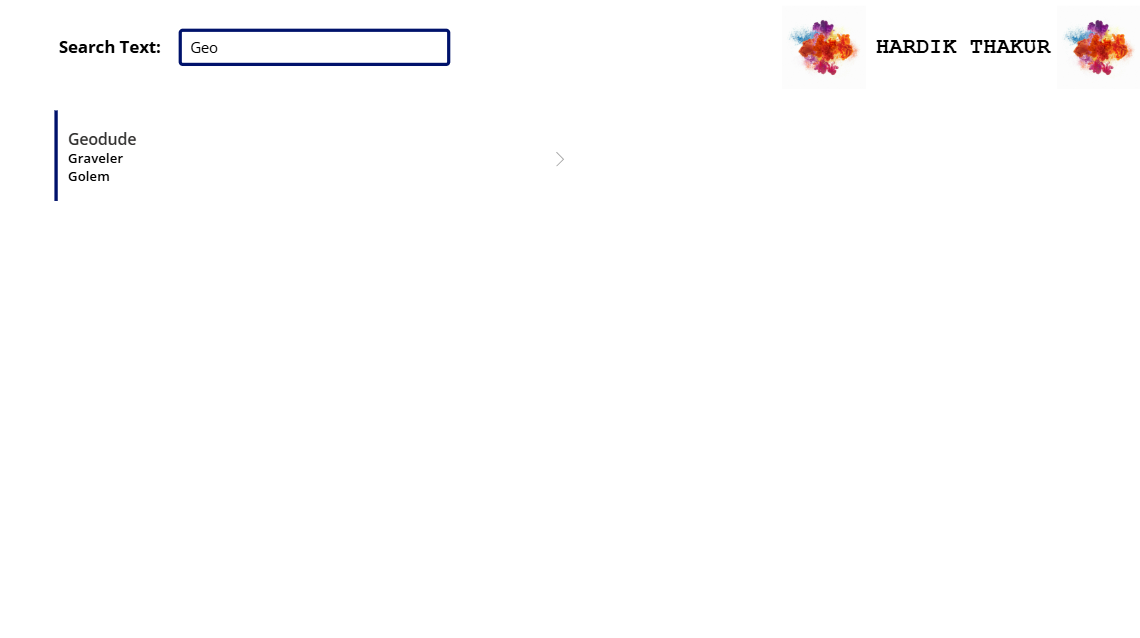 Search Text: Geo
HARDIK THAKUR
Geodude
Graveler
Golem